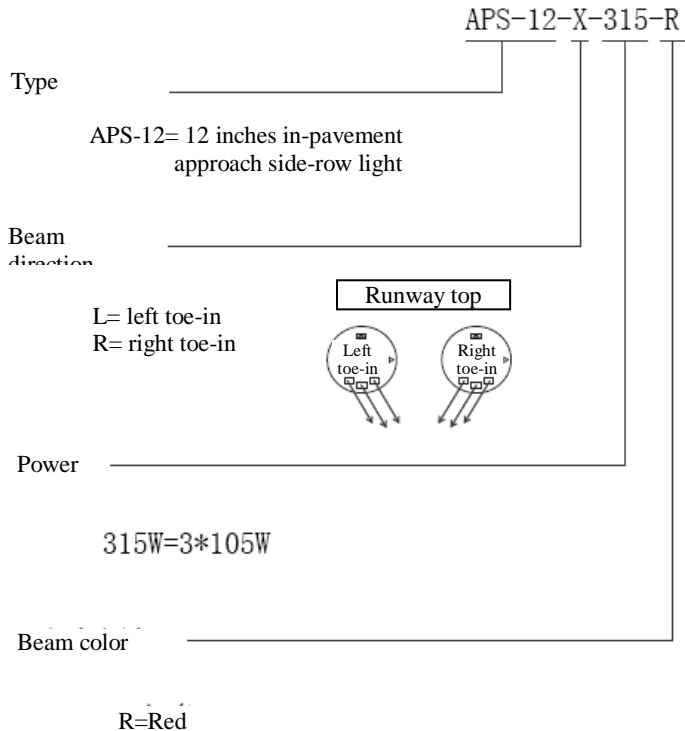 APS-12-X-315-R
Type
APS-12= 12 inches in-pavement
approach side-row light
Beam
direction
L= left toe-in
R= right toe-in
Runway top
Left
toe-in
Right
toe-in
Power
315W=3*105W
Beam color
R=Red